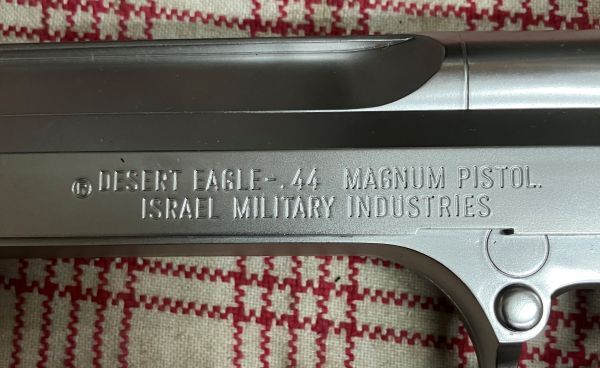 ® DESERT EAGLE-.44 MAGNUM PISTOL.
ISRAEL MILITARY INDUSTRIES